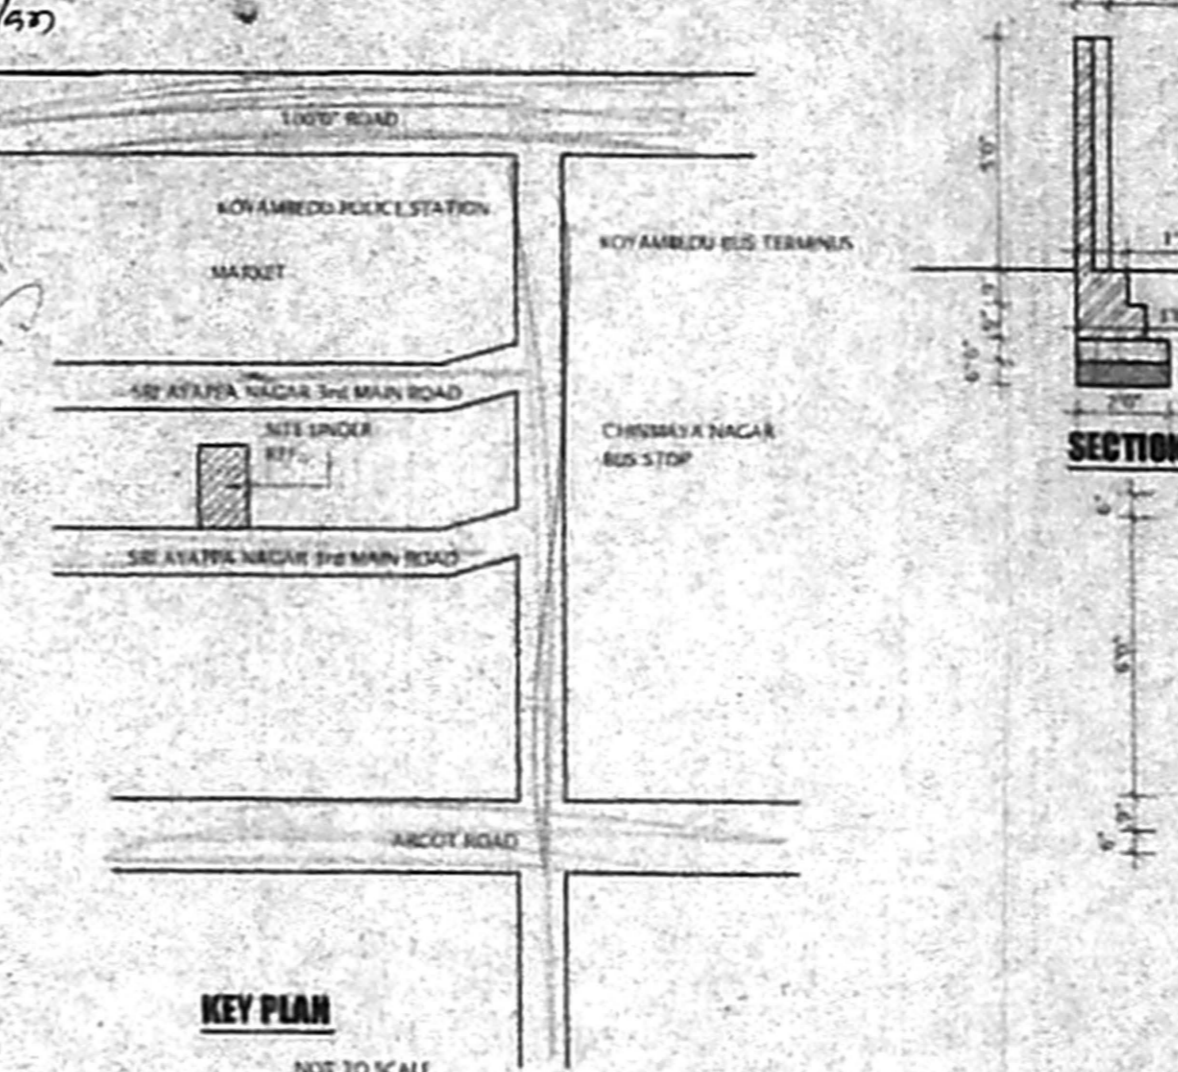 100'0" ROAD
KOYAMBEDU POLICE STATION
MARKET
KOYAMBEDU BUS TERMINUS
SRI AYAPPA NAGAR 3rd MAIN ROAD
SITE UNDER
REF.
CHINMAYA NAGAR
BUS STOP
SRI AYAPPA NAGAR 3rd MAIN ROAD
ARCOT ROAD
KEY PLAN
NOT TO SCALE
5'0"
2'0"
SECTION
6"
9"
6"